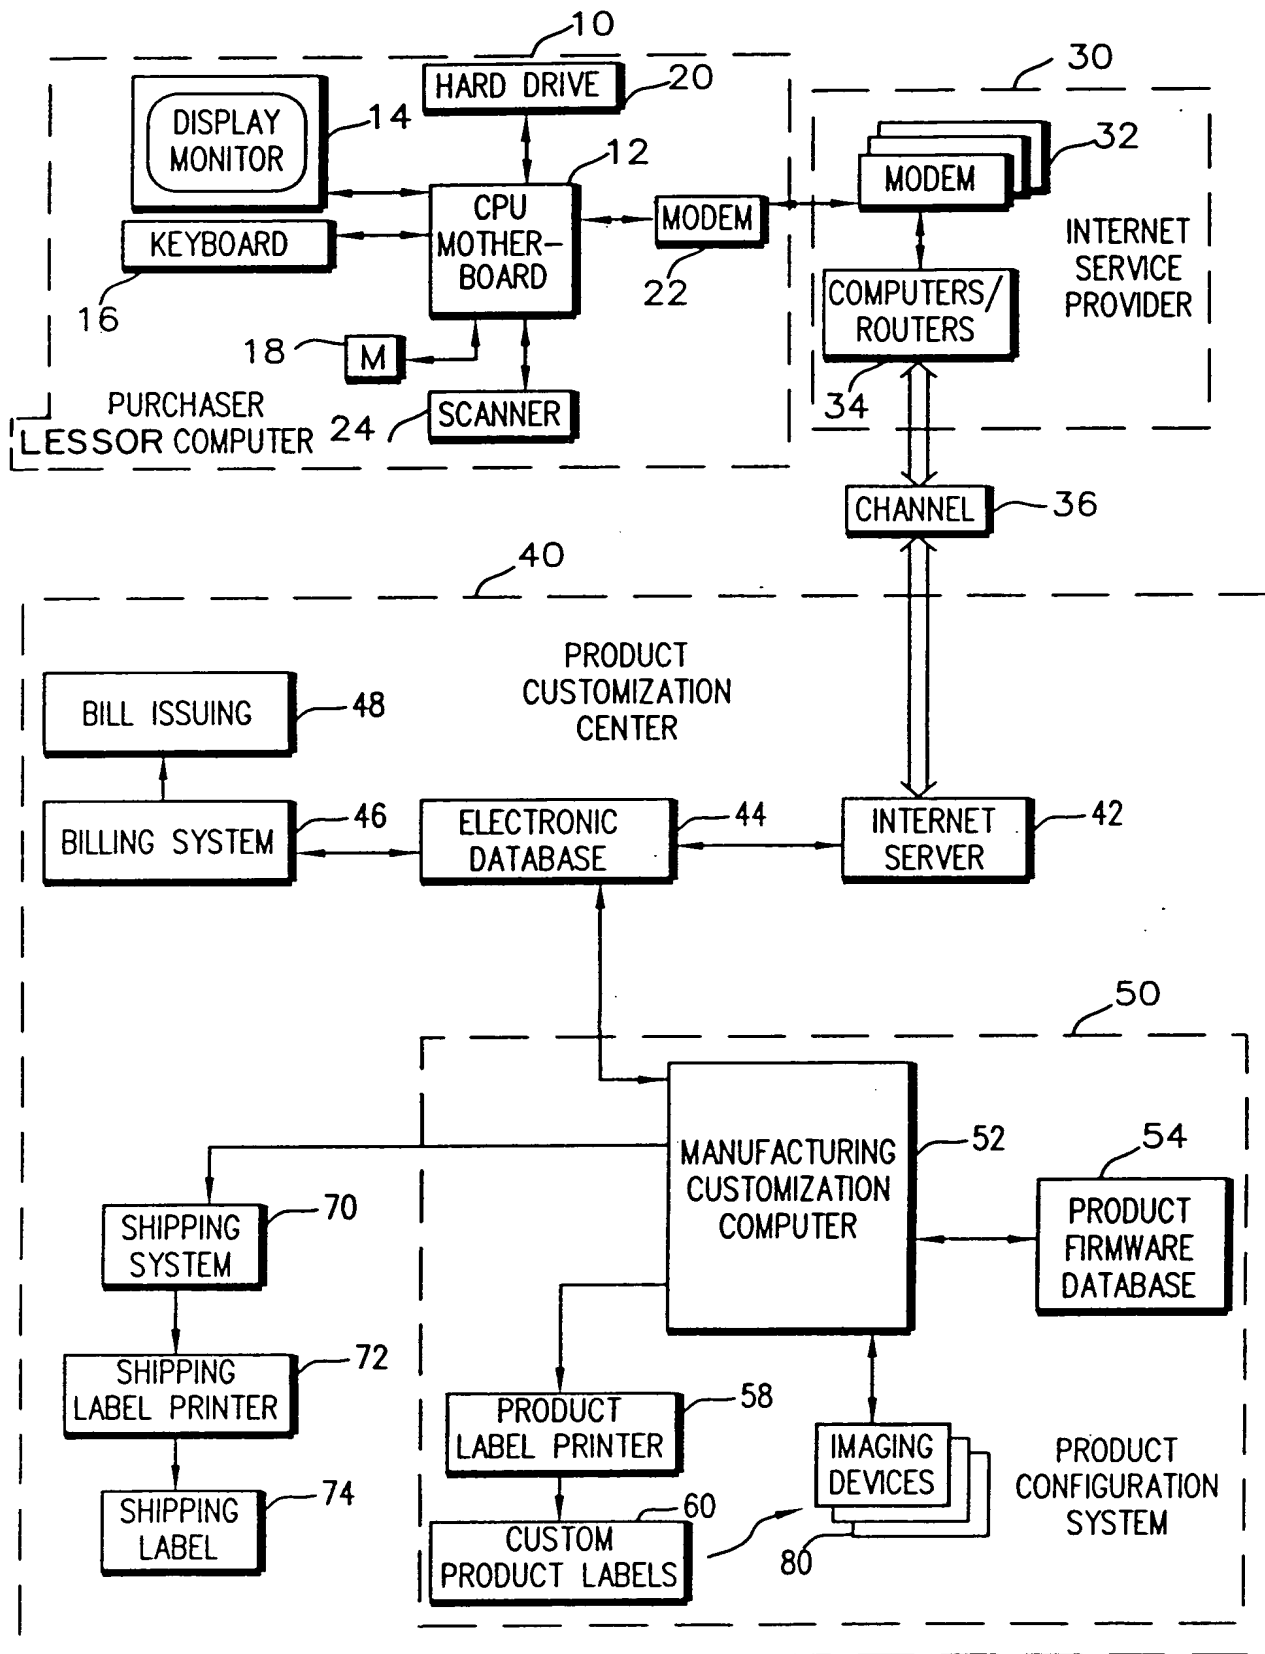 10
HARD DRIVE
20
DISPLAY
MONITOR
14
KEYBOARD
16
12
CPU
MOTHER-
BOARD
MODEM
22
18
M
24
SCANNER
PURCHASER
LESSOR COMPUTER
30
32
MODEM
COMPUTERS/
ROUTERS
34
INTERNET
SERVICE
PROVIDER
CHANNEL
36
40
PRODUCT
CUSTOMIZATION
CENTER
BILL ISSUING
48
BILLING SYSTEM
46
ELECTRONIC
DATABASE
44
INTERNET
SERVER
42
50
MANUFACTURING
CUSTOMIZATION
COMPUTER
52
54
PRODUCT
FIRMWARE
DATABASE
SHIPPING
SYSTEM
70
SHIPPING
LABEL PRINTER
72
SHIPPING
LABEL
74
PRODUCT
LABEL PRINTER
58
60
CUSTOM
PRODUCT LABELS
IMAGING
DEVICES
80
PRODUCT
CONFIGURATION
SYSTEM